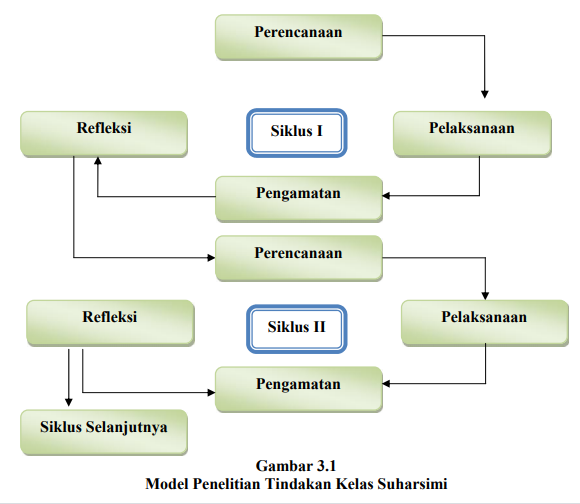 Perencanaan
Refleksi
Siklus I
Pelaksanaan
Pengamatan
Perencanaan
Refleksi
Siklus II
Pelaksanaan
Pengamatan
Siklus Selanjutnya
Gambar 3.1
Model Penelitian Tindakan Kelas Suharsimi